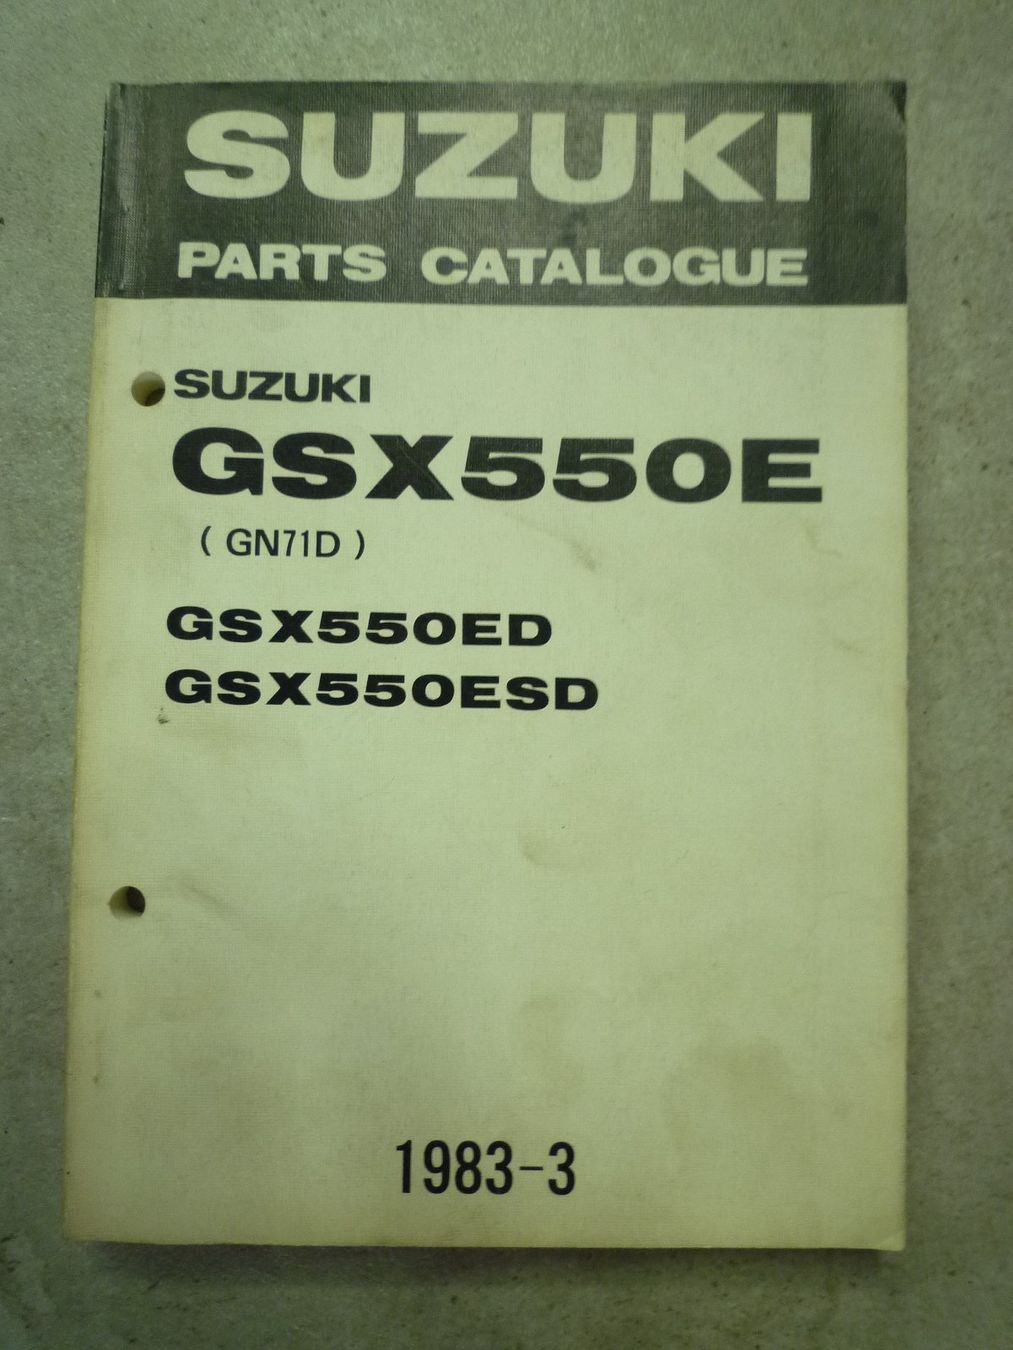 SUZUKI
PARTS CATALOGUE
SUZUKI
GSX550E
( GN71D )
GSX550ED
GSX550ESD
1983-3